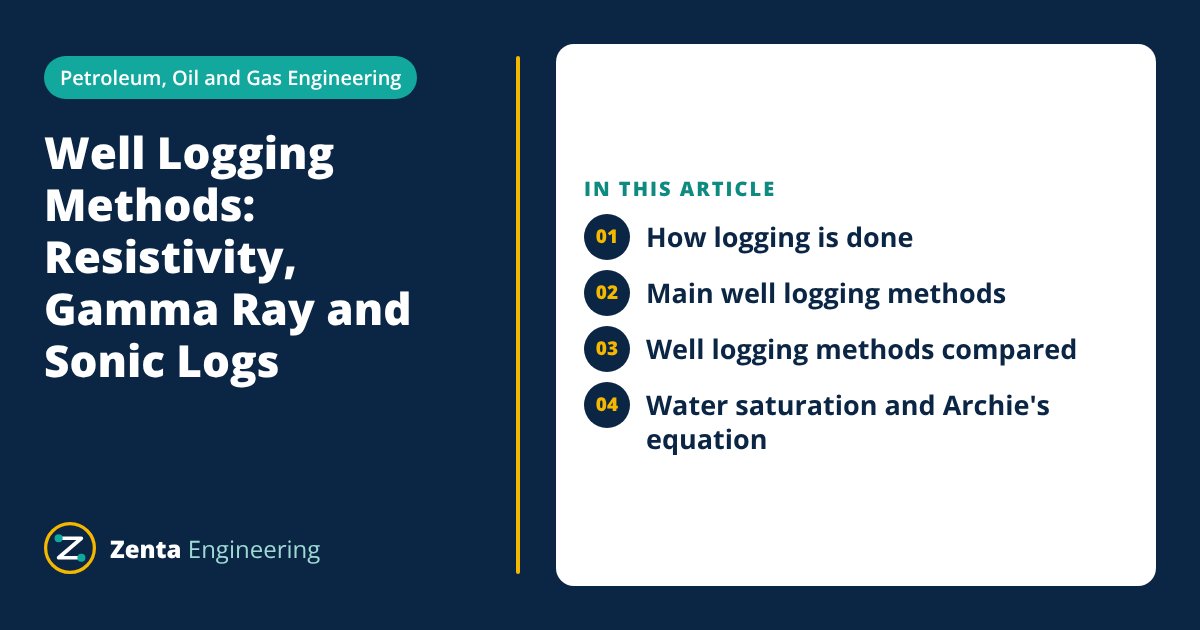 Petroleum, Oil and Gas Engineering
Well Logging
Methods:
Resistivity,
Gamma Ray and
Sonic Logs
Zenta Engineering
IN THIS ARTICLE
01 How logging is done
02 Main well logging methods
03 Well logging methods compared
04 Water saturation and Archie's
equation